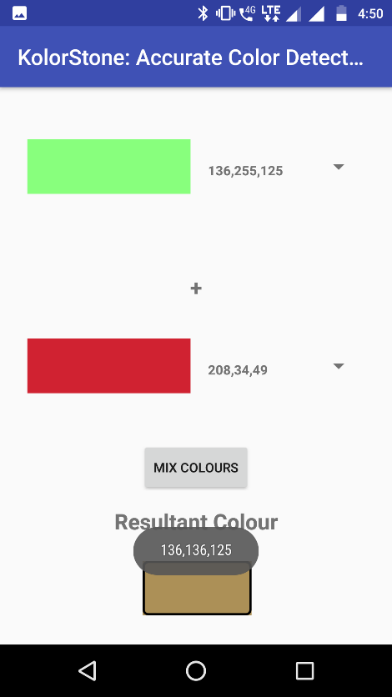 4G LTE 4:50
KolorStone: Accurate Color Detect...
136,255,125
+
208,34,49
MIX COLOURS
Resultant Colour
136,136,125